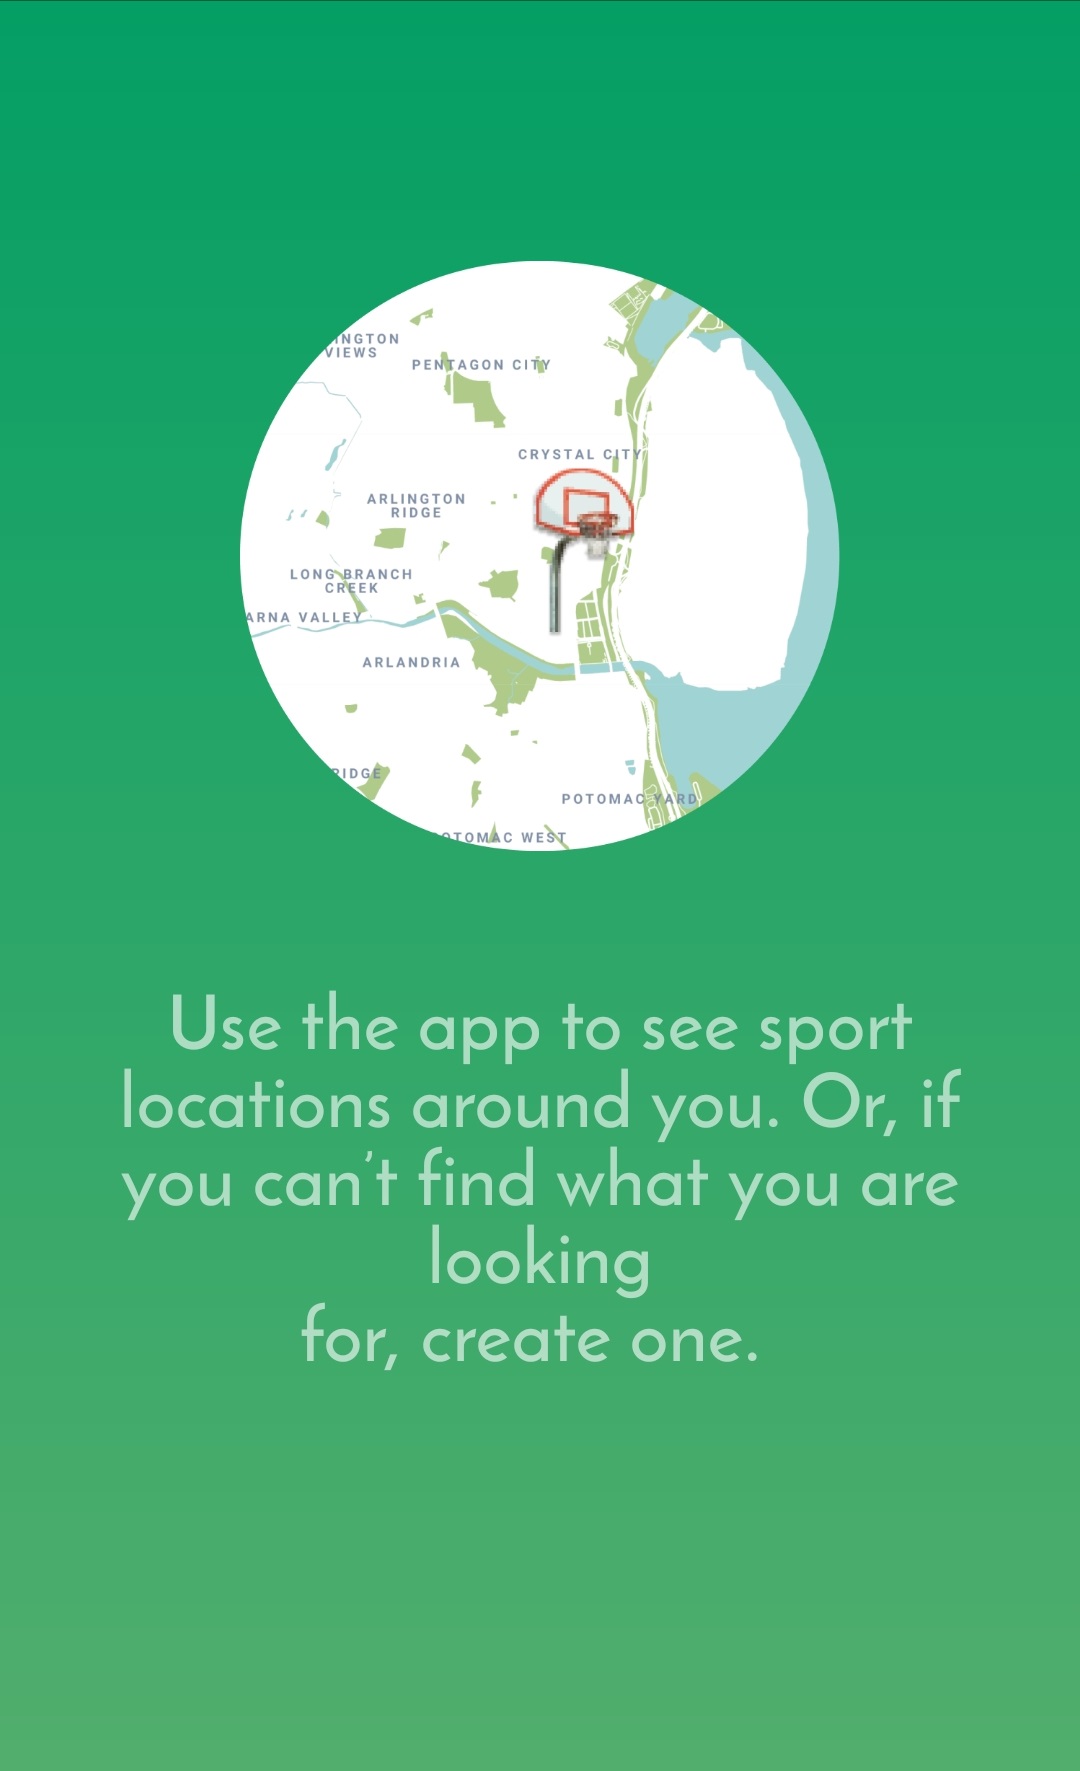 INGTON
VIEWS
PENTAGON CITY
CRYSTAL CITY
ARLINGTON
RIDGE
LONG BRANCH
CREEK
ARNA VALLEY
ARLANDRIA
RIDGE
POTOMAC YARD
OTOMAC WEST
Use the app to see sport
locations around you. Or, if
you can’t find what you are
looking
for, create one.